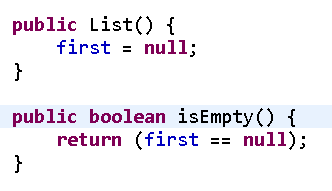 public List() {
    first = null;
}
public boolean isEmpty() {
    return (first == null);
}